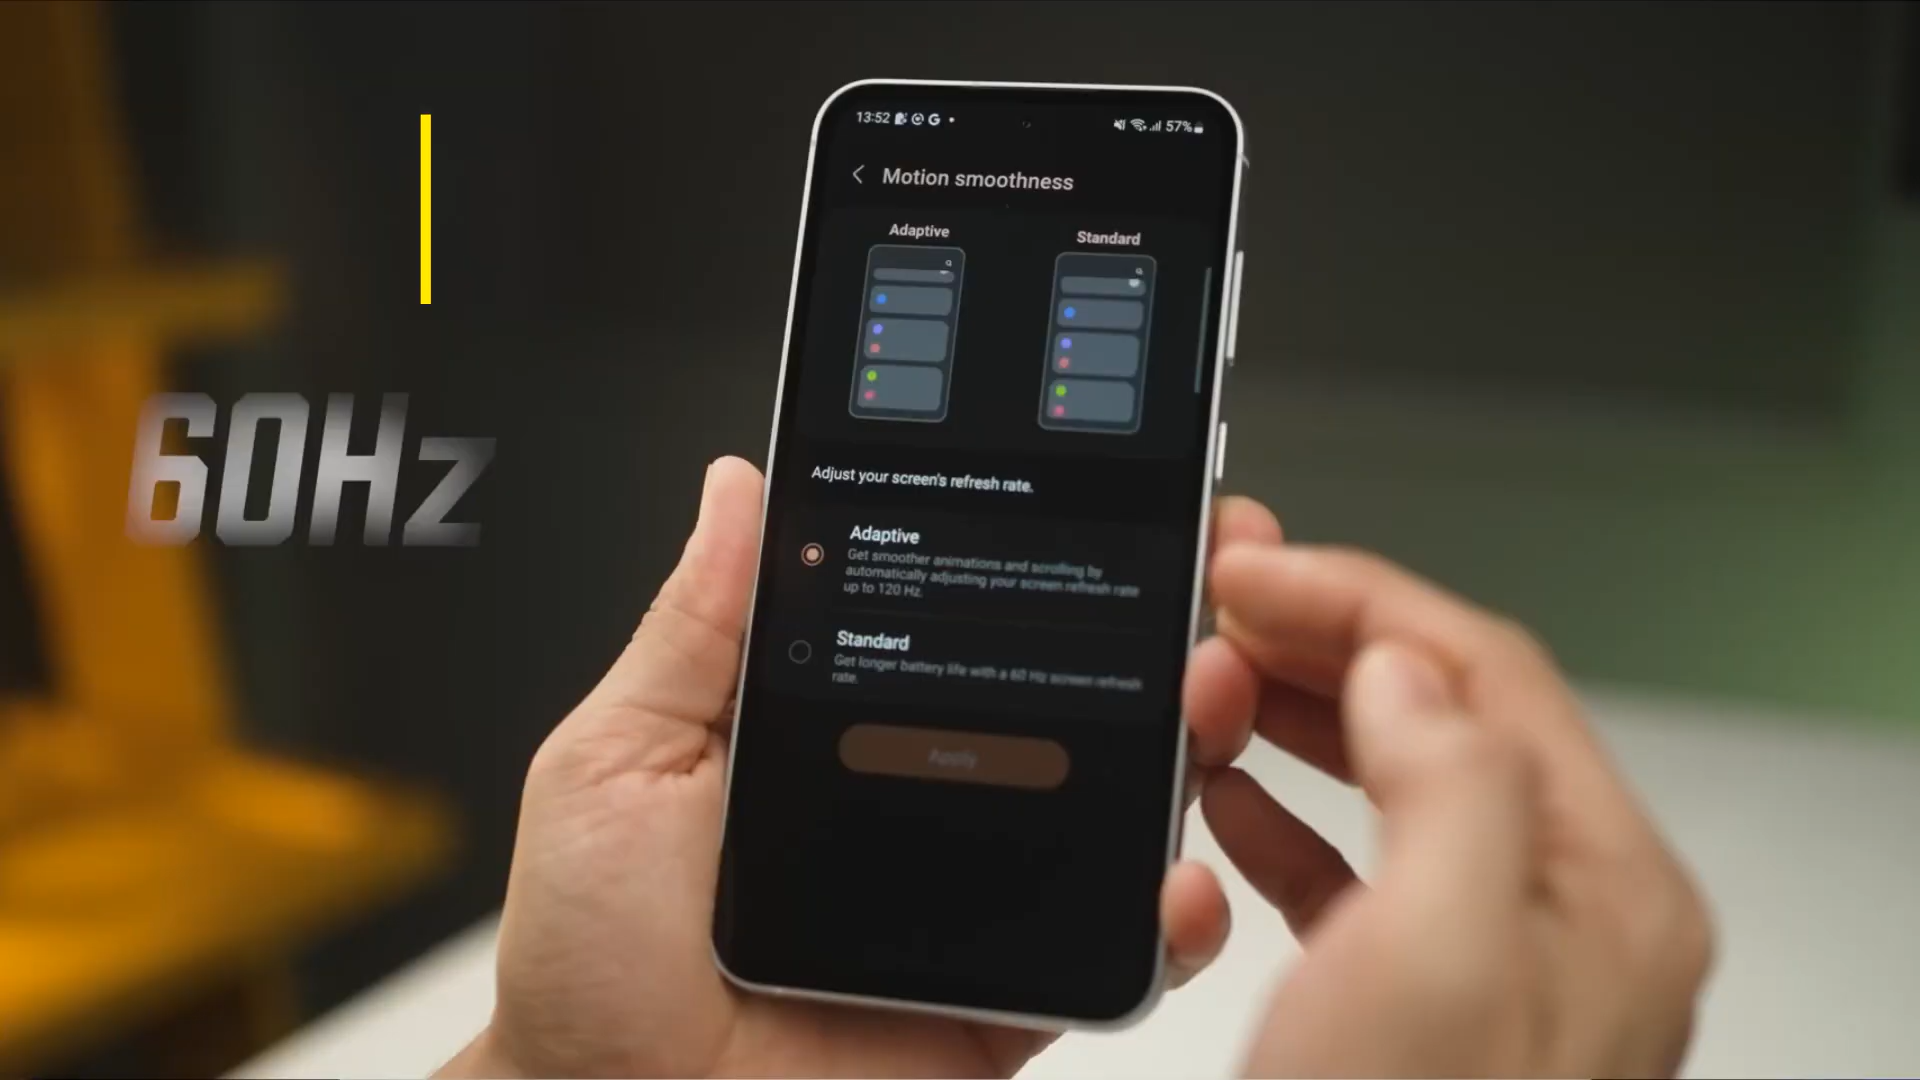 13:52
57%
Motion smoothness
Adaptive
Standard
60Hz
Adjust your screen's refresh rate.
Adaptive
Get smoother animations and scrolling by
automatically adjusting your screen refresh rate
up to 120 Hz.
Standard
Get longer battery life with a 60 Hz screen refresh
rate.
Apply